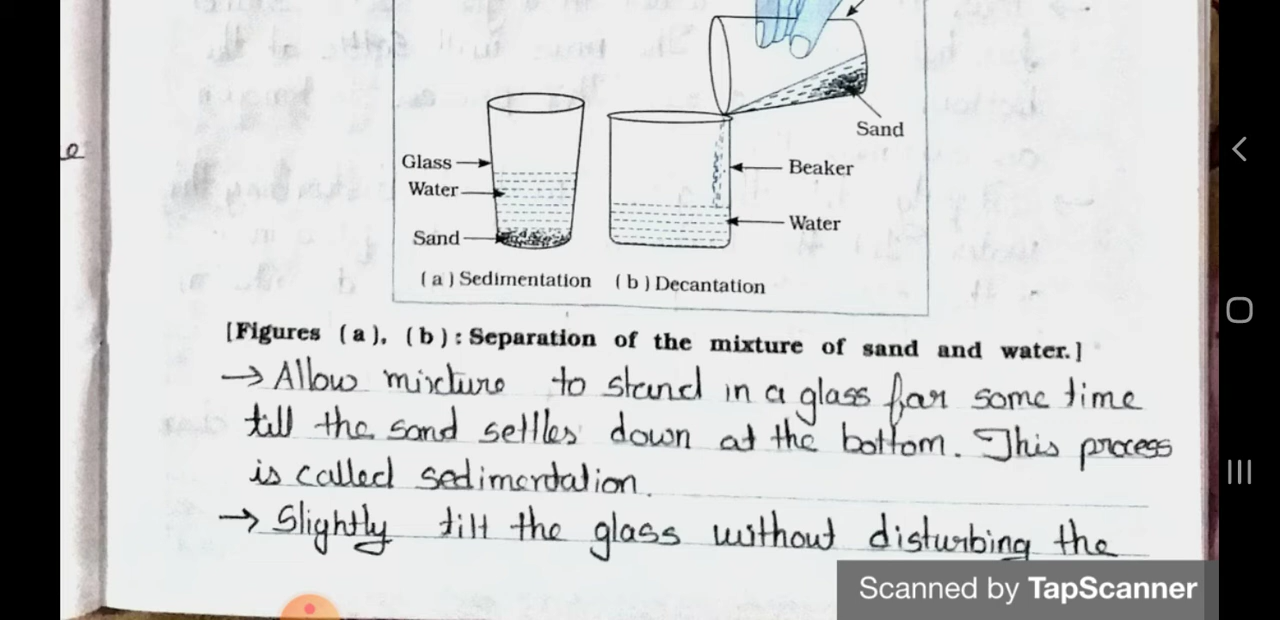 Sand
Glass
Beaker
Water
Water
Sand
( a ) Sedimentation ( b ) Decantation
[Figures (a), (b) : Separation of the mixture of sand and water.]
→ Allow mixture to stand in a glass for some time
till the sand settles down at the bottom. This process
is called sedimentation.
→ Slightly tilt the glass without disturbing the
Scanned by TapScanner